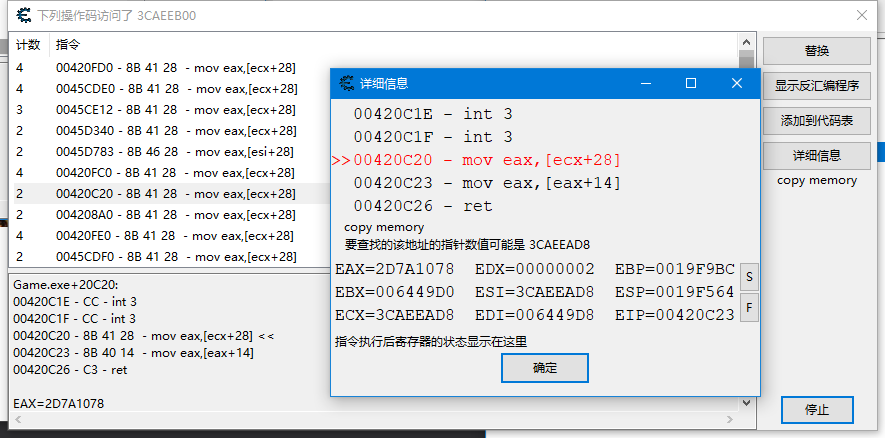 下列操作码访问了 3CAEEB00
计数 指令
4 00420FD0 - 8B 41 28 - mov eax,[ecx+28]
4 0045CDE0 - 8B 41 28 - mov eax,[ecx+28]
3 0045CE12 - 8B 41 28 - mov eax,[ecx+28]
2 0045D340 - 8B 41 28 - mov eax,[ecx+28]
2 0045D783 - 8B 46 28 - mov eax,[esi+28]
4 00420FC0 - 8B 41 28 - mov eax,[ecx+28]
2 00420C20 - 8B 41 28 - mov eax,[ecx+28]
2 004208A0 - 8B 41 28 - mov eax,[ecx+28]
4 00420FE0 - 8B 41 28 - mov eax,[ecx+28]
2 0045CDF0 - 8B 41 28 - mov eax,[ecx+28]
Game.exe+20C20:
00420C1E - CC - int 3
00420C1F - CC - int 3
00420C20 - 8B 41 28 - mov eax,[ecx+28] <<
00420C23 - 8B 40 14 - mov eax,[eax+14]
00420C26 - C3 - ret
EAX=2D7A1078
详细信息
00420C1E - int 3
00420C1F - int 3
>>00420C20 - mov eax,[ecx+28]
00420C23 - mov eax,[eax+14]
00420C26 - ret
copy memory
要查找的该地址的指针数值可能是 3CAEEAD8
EAX=2D7A1078 EDX=00000002 EBP=0019F9BC
EBX=006449D0 ESI=3CAEEAD8 ESP=0019F564
ECX=3CAEEAD8 EDI=006449D8 EIP=00420C23
S
F
指令执行后寄存器的状态显示在这里
确定
替换
显示反汇编程序
添加到代码表
详细信息
copy memory
停止